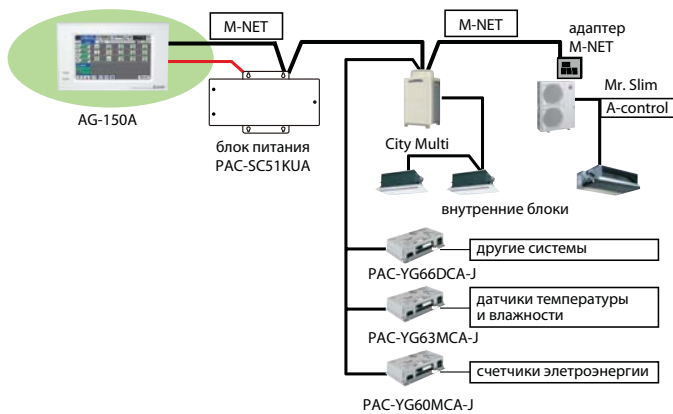 M-NET
M-NET
адаптер
M-NET
AG-150A
блок питания
PAC-SC51KUA
City Multi
Mr. Slim
A-control
внутренние блоки
другие системы
PAC-YG66DCA-J
датчики температуры
и влажности
PAC-YG63MCA-J
счетчики элетроэнергии
PAC-YG60MCA-J